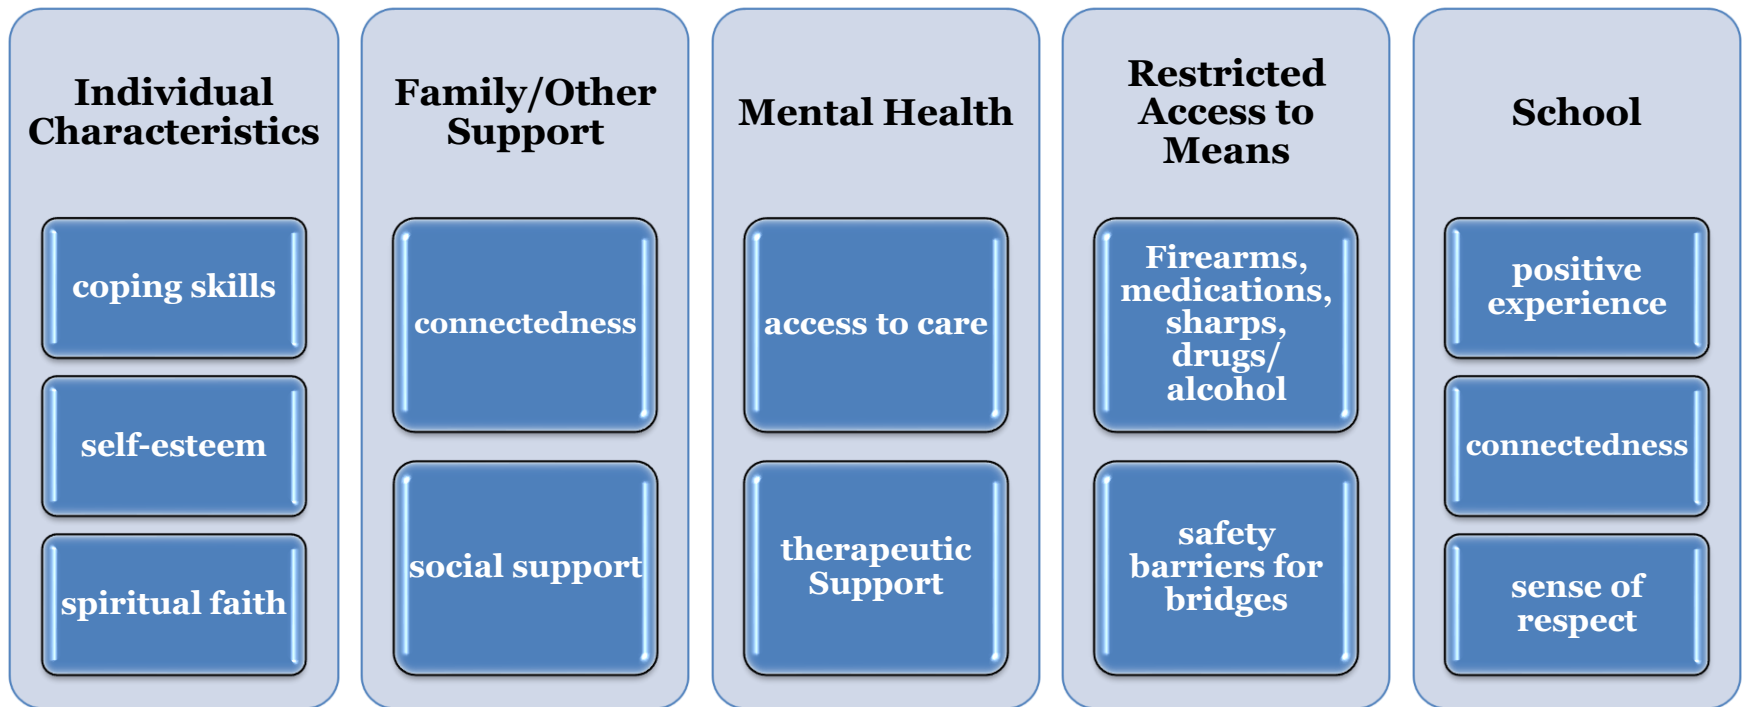 Individual
Characteristics
coping skills
self-esteem
spiritual faith
Family/Other
Support
connectedness
social support
Mental Health
access to care
therapeutic
Support
Restricted
Access to
Means
Firearms,
medications,
sharps,
drugs/
alcohol
safety
barriers for
bridges
School
positive
experience
connectedness
sense of
respect